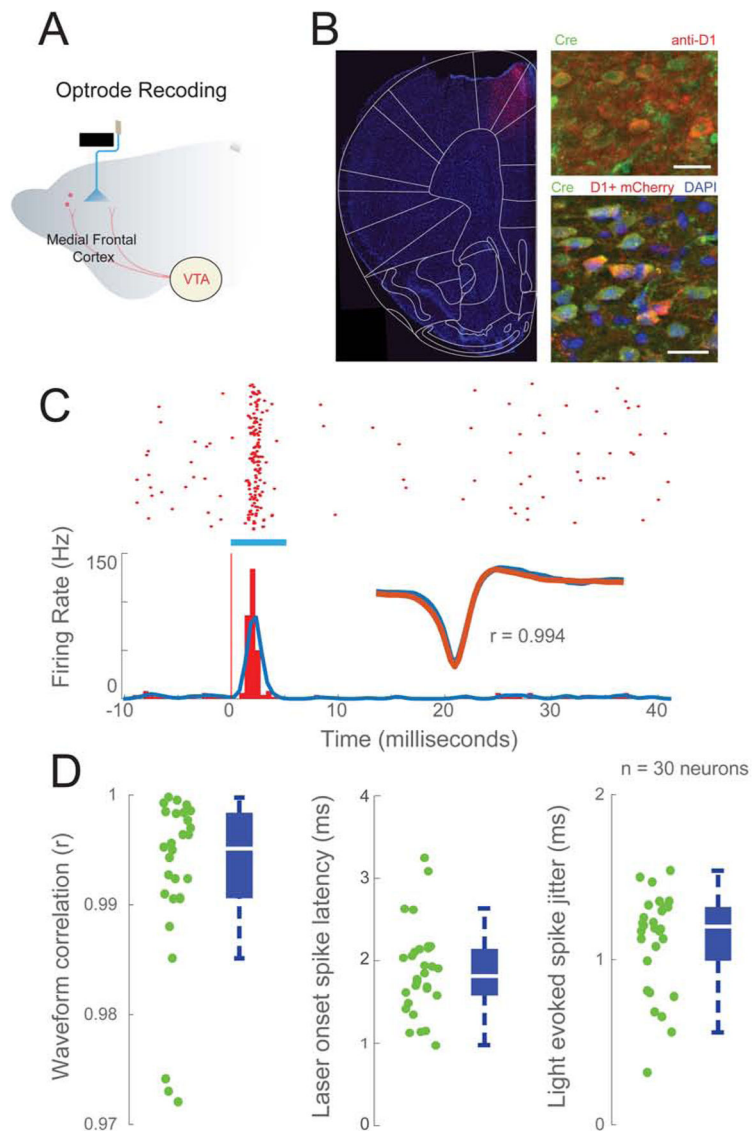 A
Optrode Recoding
Medial Frontal
Cortex
VTA
B
Cre anti-D1
Cre D1+ mCherry DAPI
C
150
0
Firing Rate (Hz)
r = 0.994
-10 0 10 20 30 40
Time (milliseconds)
D
n = 30 neurons
Waveform correlation (r)
1
0.99
0.98
0.97
Laser onset spike latency (ms)
4
3
2
1
0
Light evoked spike jitter (ms)
2
1
0